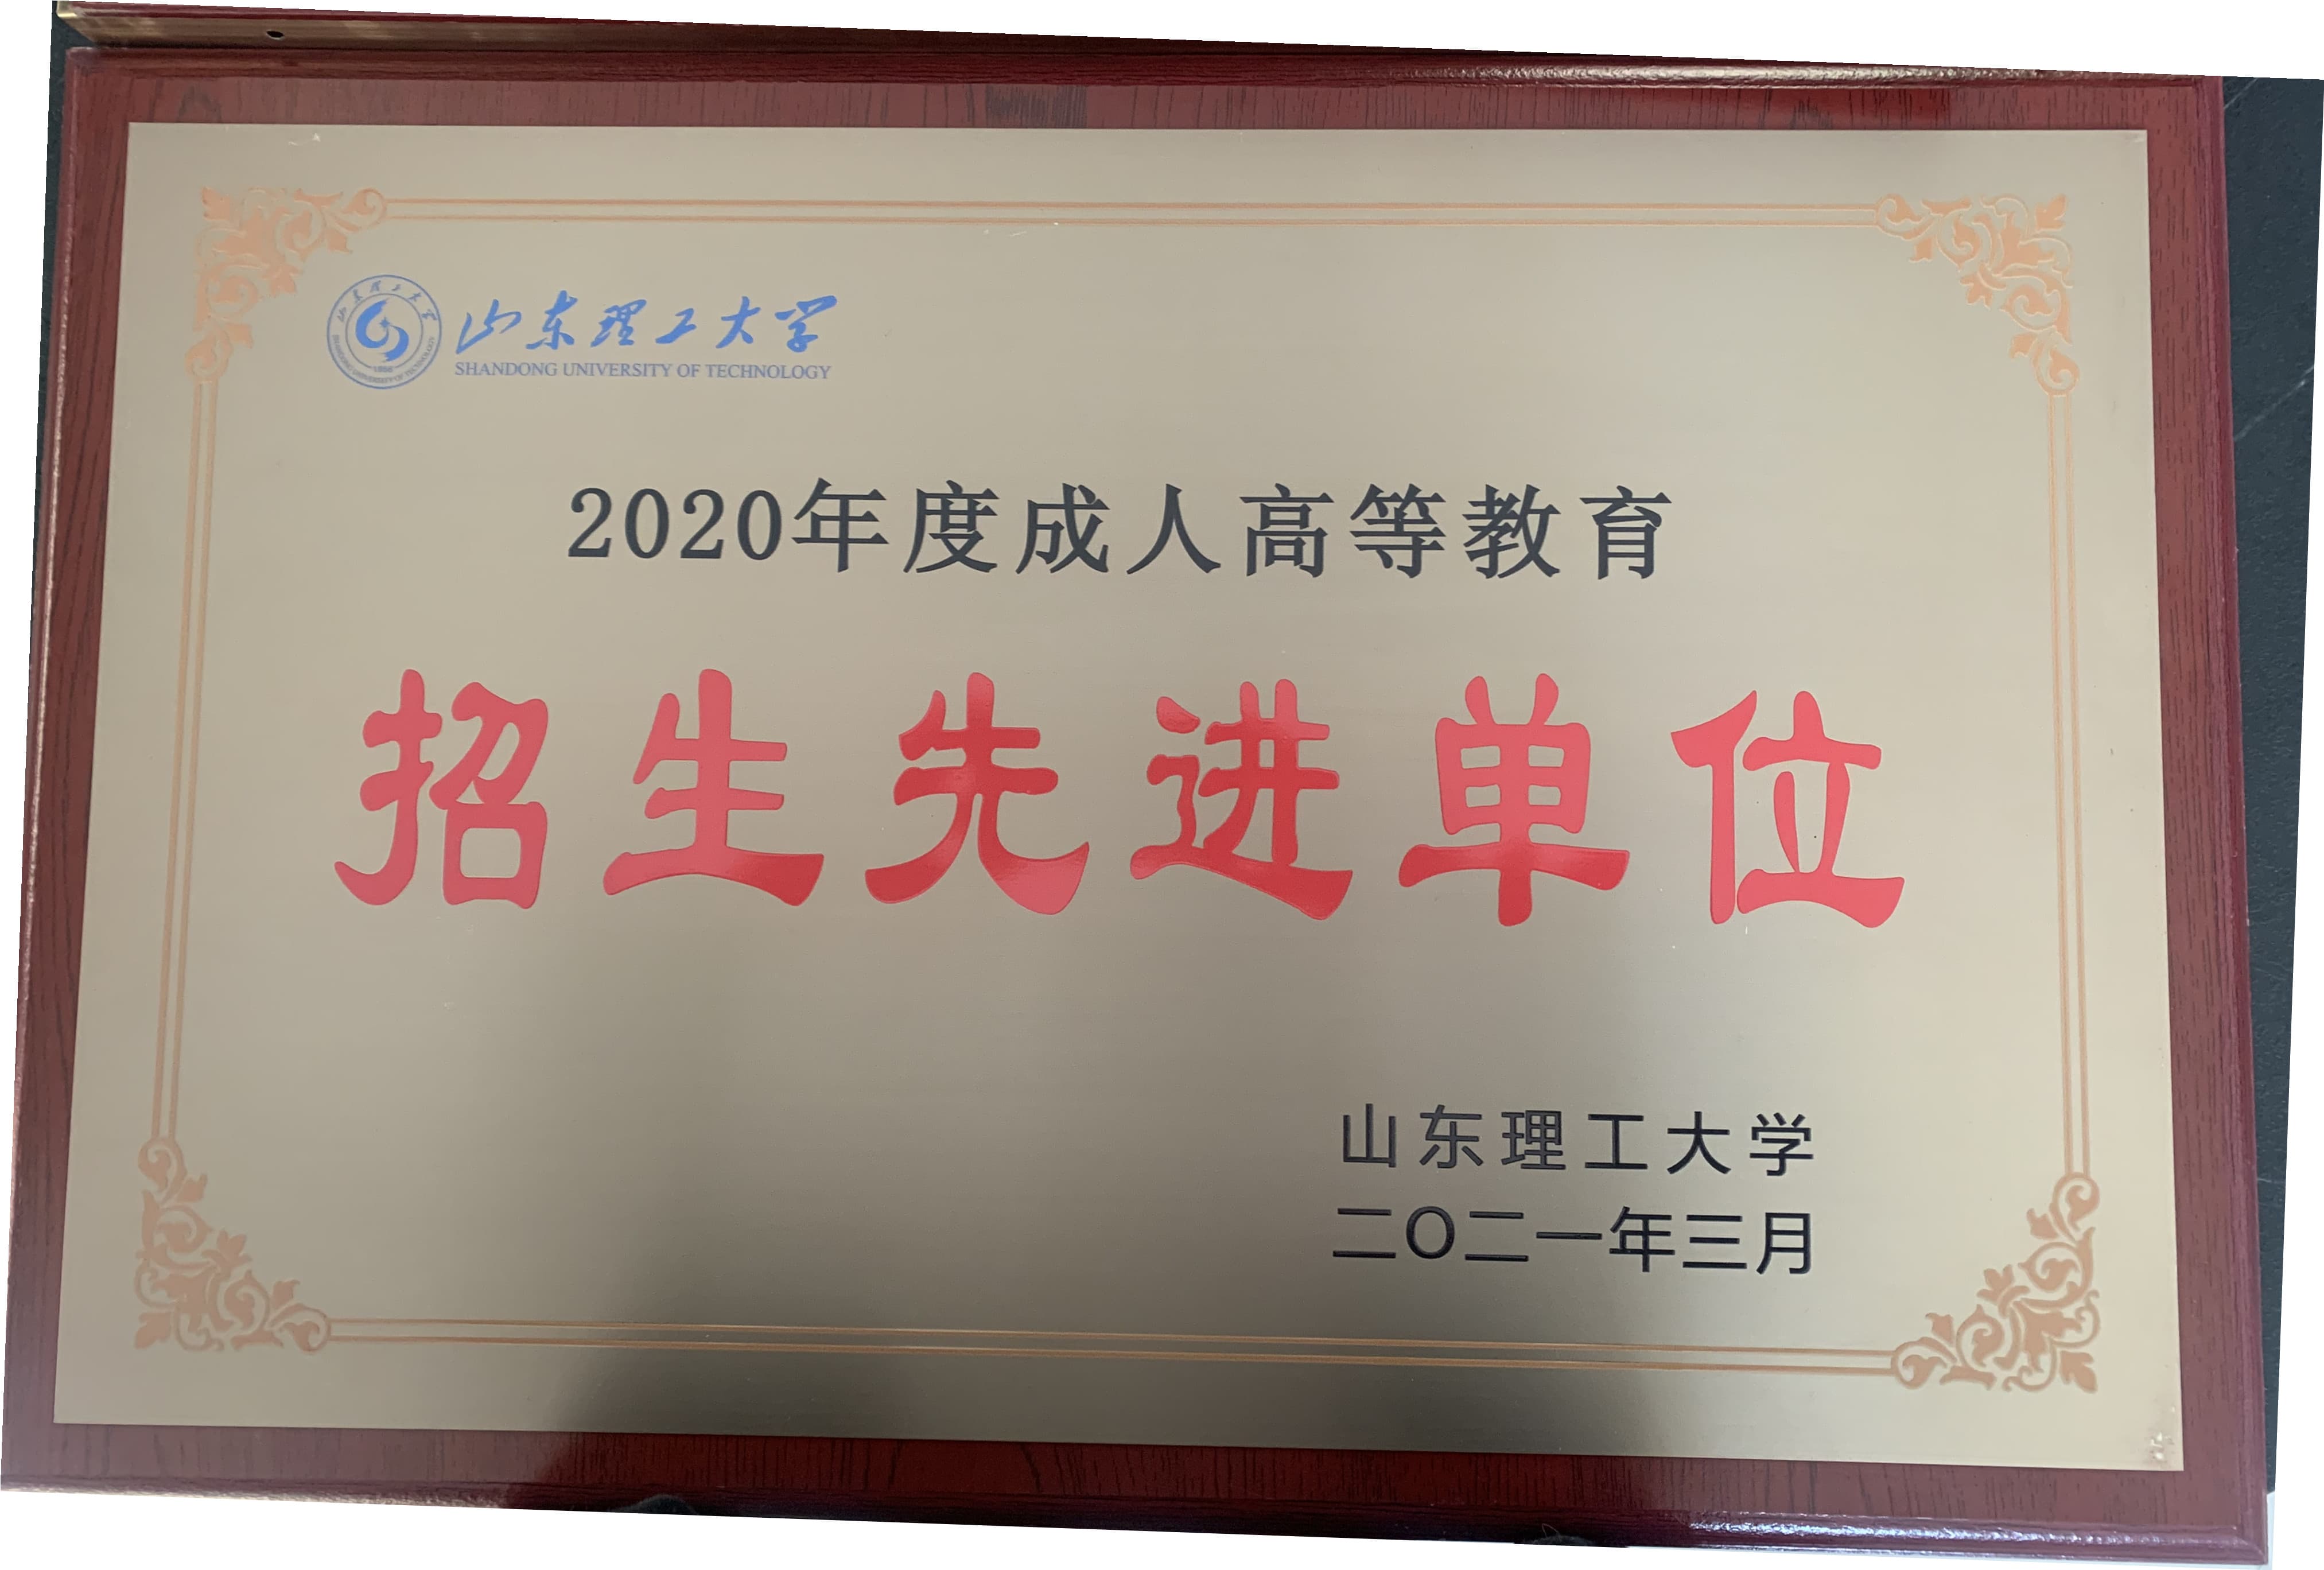 山东理工大学
SHANDONG UNIVERSITY OF TECHNOLOGY
2020年度成人高等教育
招生先进单位
山东理工大学
二〇二一年三月